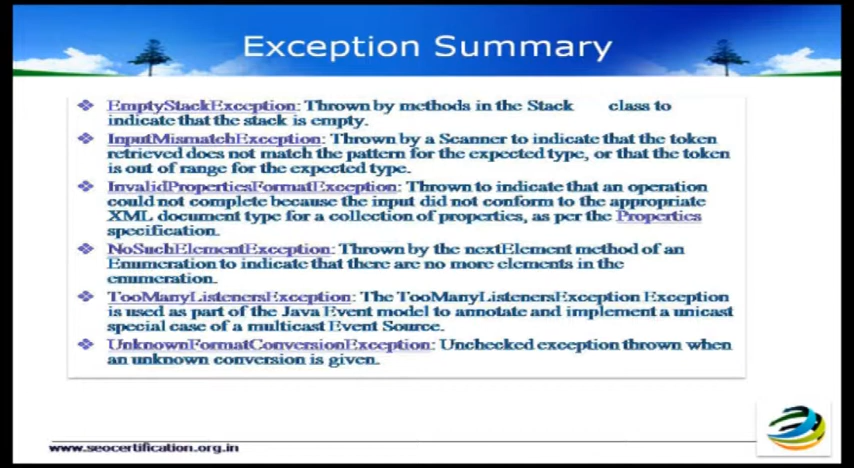 Exception Summary
EmptyStackException: Thrown by methods in the Stack class to
indicate that the stack is empty.
InputMismatchException: Thrown by a Scanner to indicate that the token
retrieved does not match the pattern for the expected type, or that the token
is out of range for the expected type.
InvalidPropertiesFormatException: Thrown to indicate that an operation
could not complete because the input did not conform to the appropriate
XML document type for a collection of properties, as per the Properties
specification.
NoSuchElementException: Thrown by the nextElement method of an
Enumeration to indicate that there are no more elements in the
enumeration.
TooManyListenersException: The TooManyListenersException Exception
is used as part of the Java Event model to annotate and implement a unicast
special case of a multicast Event Source.
UnknownFormatConversionException: Unchecked exception thrown when
an unknown conversion is given.
www.seocertification.org.in